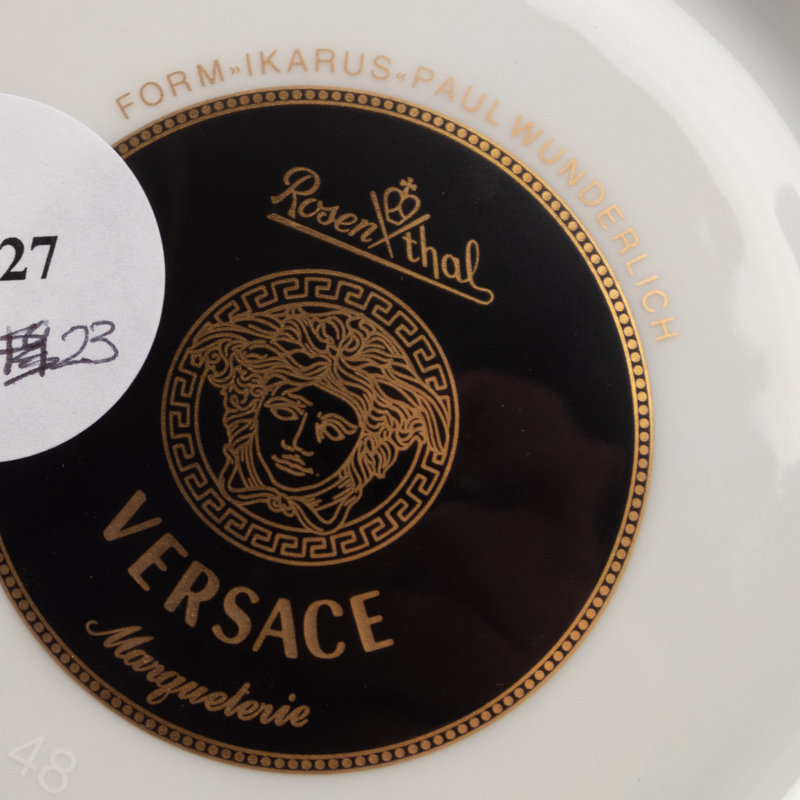 FORM»IKARUS«PAUL WUNDERLICH
Rosenthal
27
23
VERSACE
Marqueterie
48